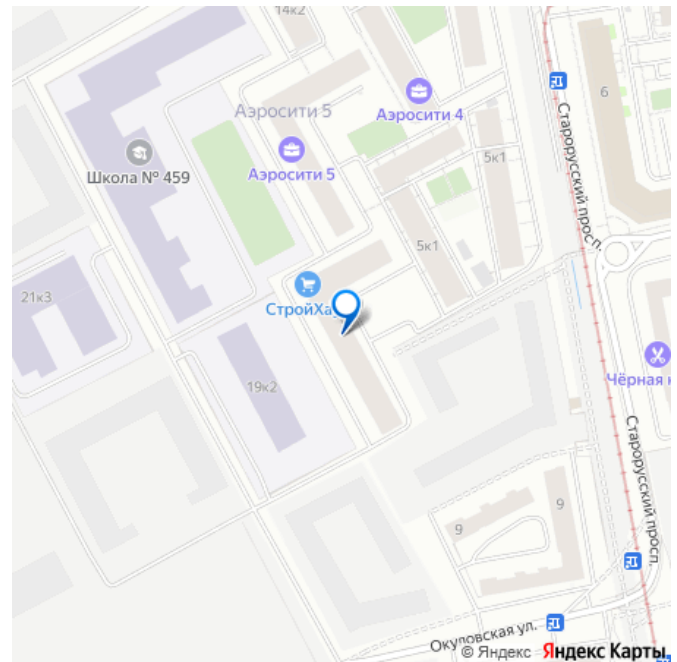 14к2
Аэросити 5
Аэросити 4
6
Старорусский просп.
Школа № 459
Аэросити 5
5к1
5к1
21к3
СтройХа
Чёрная
19к2
Старорусский просп.
9
9
Окуловская ул.
© Яндекс Яндекс Карты